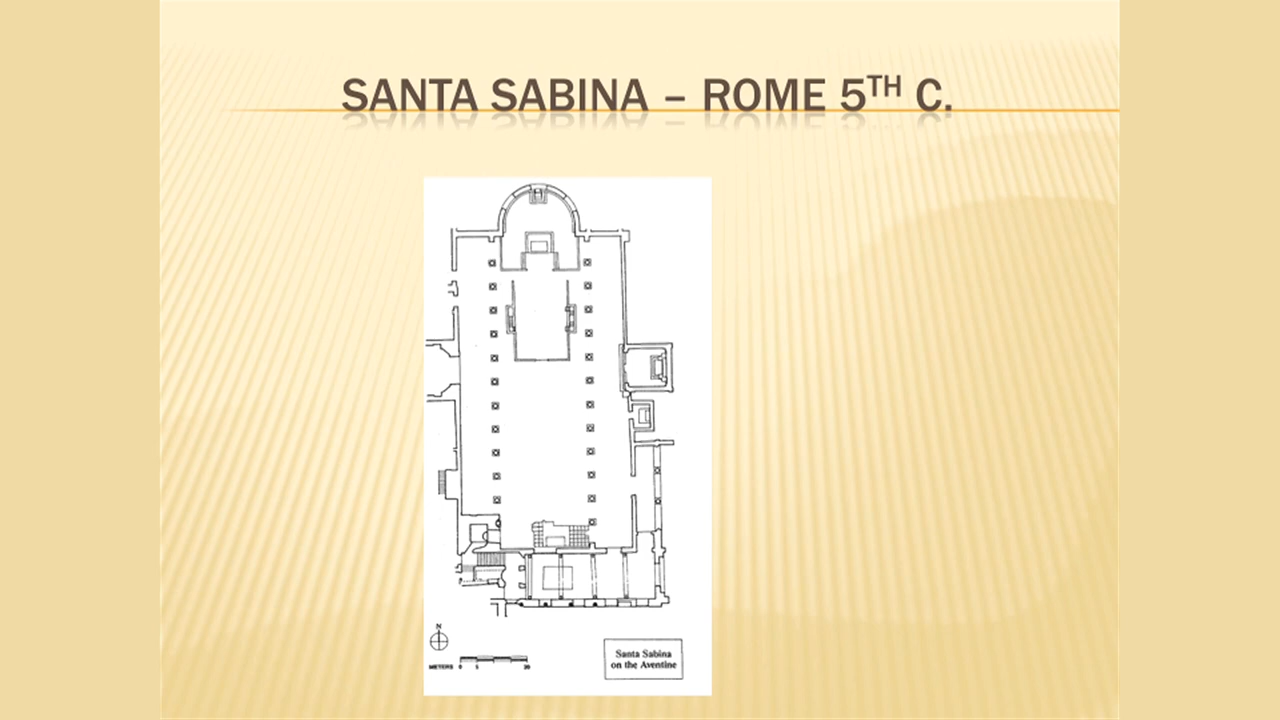 SANTA SABINA – ROME 5TH C.
N
METERS 0 5 20
Santa Sabina
on the Aventine